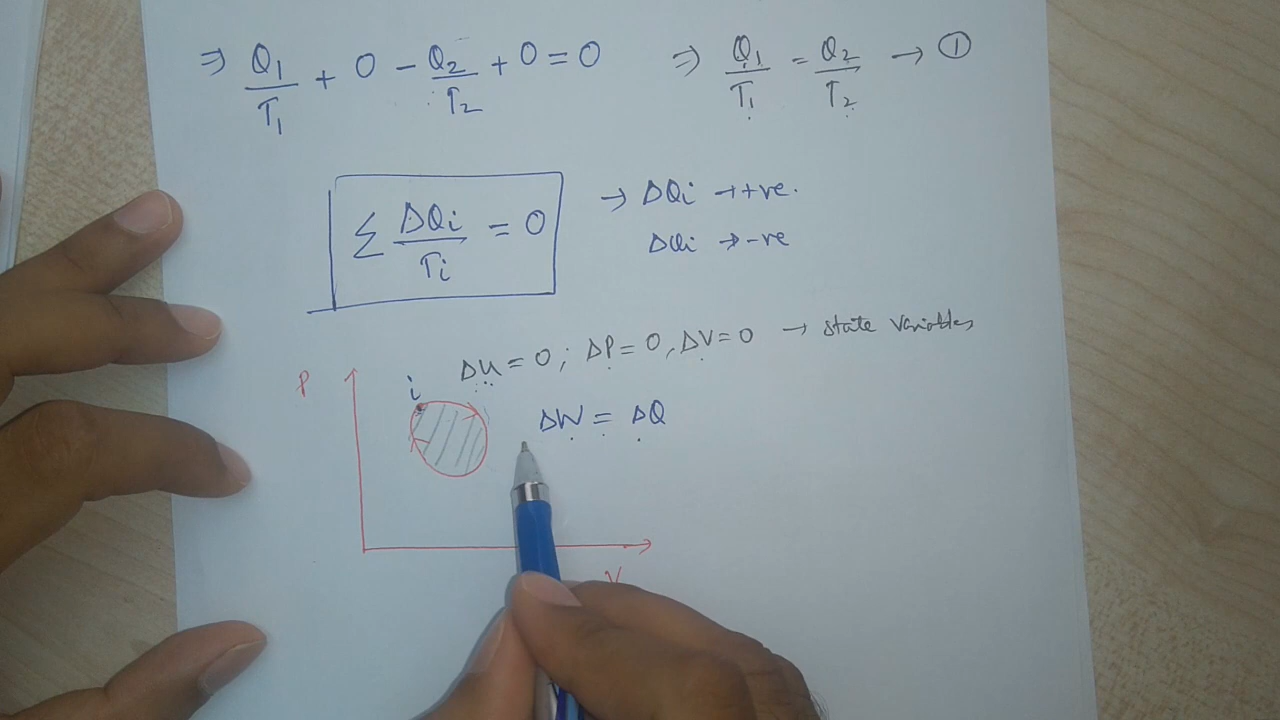 ⇒ Q₁/T₁ + 0 − Q₂/T₂ + 0 = 0 ⇒ Q₁/T₁ = Q₂/T₂ → ①
∑ ΔQi/Ti = 0 → ΔQi → +ve.
ΔQi → -ve
ΔU = 0; ΔP = 0, ΔV = 0 → state variables
P
i
ΔW = ΔQ
V